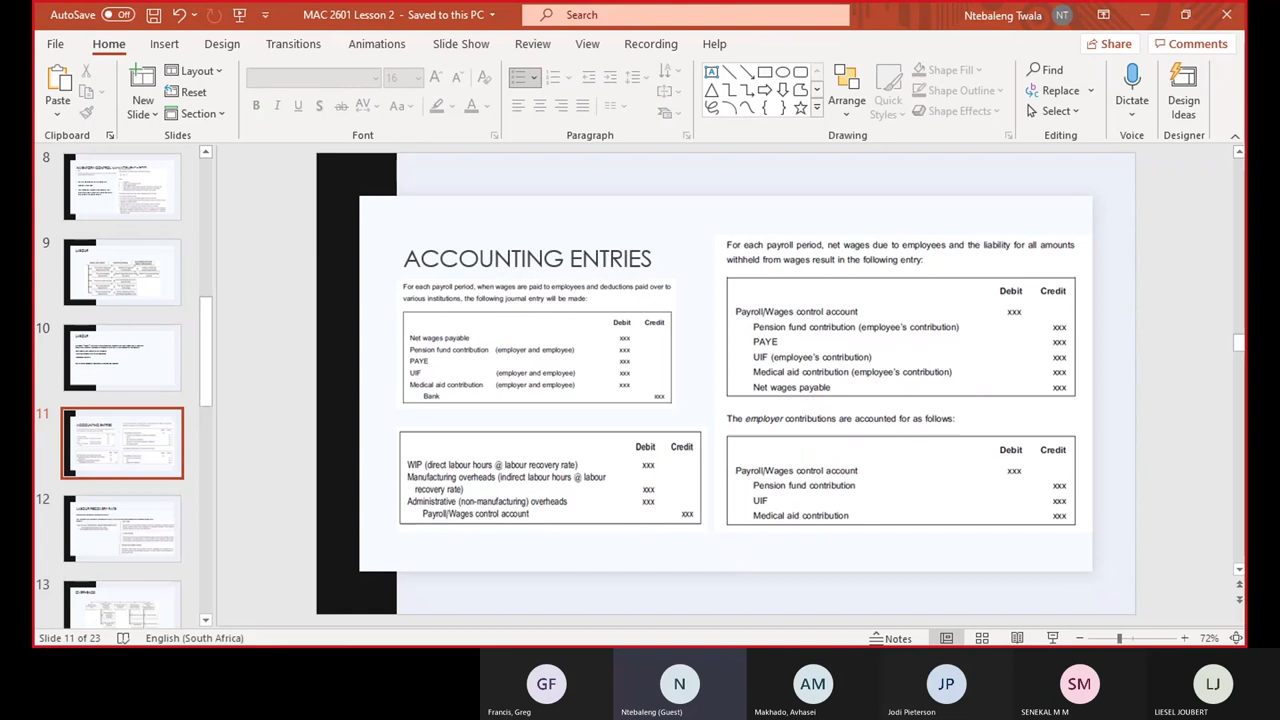 AutoSave Off MAC 2601 Lesson 2 - Saved to this PC Search Ntebaleng Twala NT
File Home Insert Design Transitions Animations Slide Show Review View Recording Help Share Comments
Paste
New Slide
Layout
Reset
Section
16
B I U S ab AV Aa A
Arrange
Quick Styles
Shape Fill
Shape Outline
Shape Effects
Find
Replace
Select
Dictate
Design Ideas
Clipboard Slides Font Paragraph Drawing Editing Voice Designer
8
9
10
11
12
13
ACCOUNTING ENTRIES
For each payroll period, when wages are paid to employees and deductions paid over to
various institutions, the following journal entry will be made:
Debit Credit
Net wages payable xxx
Pension fund contribution (employer and employee) xxx
PAYE xxx
UIF (employer and employee) xxx
Medical aid contribution (employer and employee) xxx
Bank xxx
Debit Credit
WIP (direct labour hours @ labour recovery rate) xxx
Manufacturing overheads (indirect labour hours @ labour
recovery rate) xxx
Administrative (non-manufacturing) overheads xxx
Payroll/Wages control account xxx
For each payroll period, net wages due to employees and the liability for all amounts
withheld from wages result in the following entry:
Debit Credit
Payroll/Wages control account xxx
Pension fund contribution (employee's contribution) xxx
PAYE xxx
UIF (employee's contribution) xxx
Medical aid contribution (employee's contribution) xxx
Net wages payable xxx
The employer contributions are accounted for as follows:
Debit Credit
Payroll/Wages control account xxx
Pension fund contribution xxx
UIF xxx
Medical aid contribution xxx
Slide 11 of 23 English (South Africa) Notes 72%
GF N AM JP SM LJ
Francis, Greg Ntebaleng (Guest) Makhado, Avhasei Jodi Pieterson SENEKAL M M LIESEL JOUBERT